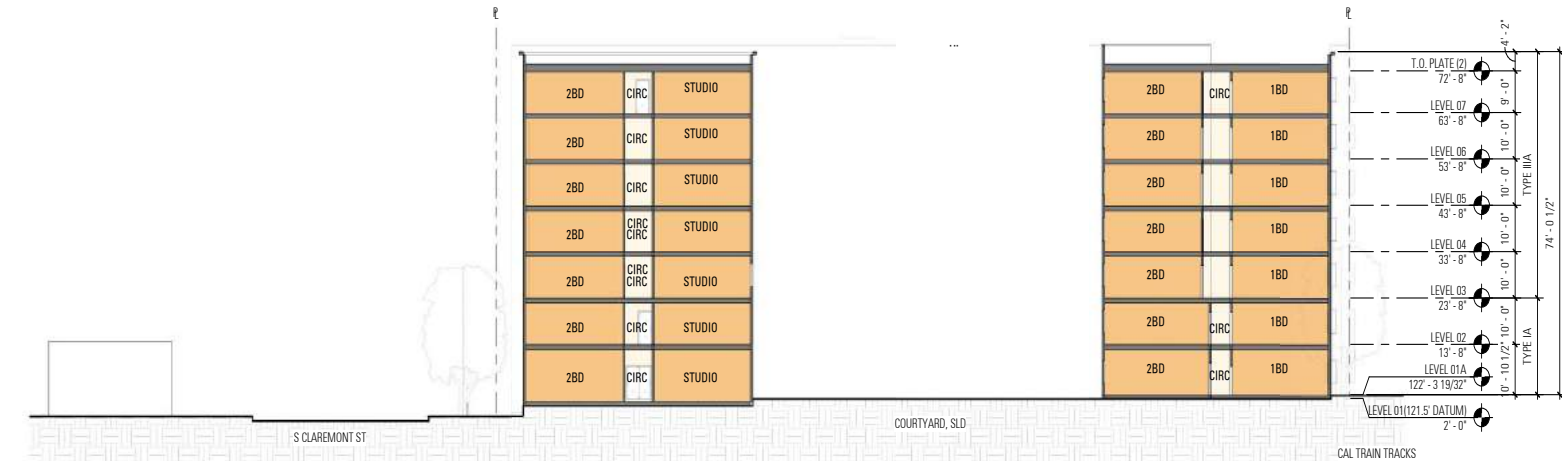 PL PL
4' - 2"
T.O. PLATE (2)
72' - 8"
9' - 0"
2BD CIRC STUDIO 2BD CIRC 1BD
LEVEL 07
63' - 8"
10' - 0"
2BD CIRC STUDIO 2BD 1BD
LEVEL 06
53' - 8"
TYPE IIIA
10' - 0"
2BD CIRC STUDIO 2BD 1BD
LEVEL 05
43' - 8"
74' - 0 1/2"
10' - 0"
CIRC
2BD CIRC STUDIO 2BD 1BD
LEVEL 04
33' - 8"
10' - 0"
CIRC
2BD CIRC STUDIO 2BD 1BD
LEVEL 03
23' - 8"
10' - 0"
2BD CIRC STUDIO 2BD CIRC 1BD
LEVEL 02
13' - 8"
TYPE IA
10' - 10 1/2"
2BD CIRC STUDIO 2BD CIRC 1BD
LEVEL 01A
122' - 3 19/32"
LEVEL 01(121.5' DATUM)
2' - 0"
S CLAREMONT ST
COURTYARD, SLD
CAL TRAIN TRACKS